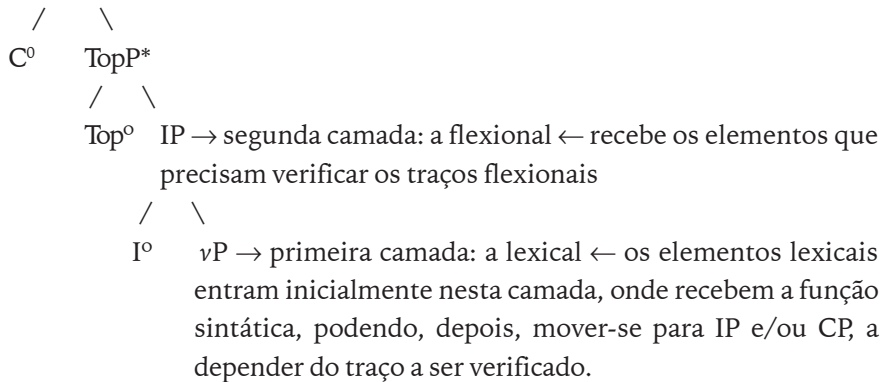 / \
C⁰ TopP*
/ \
Topº IP → segunda camada: a flexional ← recebe os elementos que
precisam verificar os traços flexionais
/ \
Iº vP → primeira camada: a lexical ← os elementos lexicais
entram inicialmente nesta camada, onde recebem a função
sintática, podendo, depois, mover-se para IP e/ou CP, a
depender do traço a ser verificado.